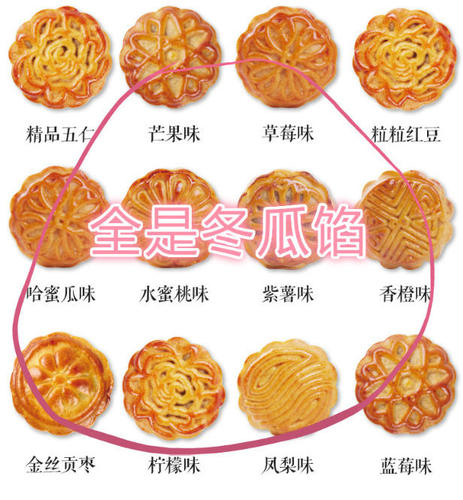 精品五仁 芒果味 草莓味 粒粒红豆
全是冬瓜馅
哈蜜瓜味 水蜜桃味 紫薯味 香橙味
金丝贡枣 柠檬味 凤梨味 蓝莓味